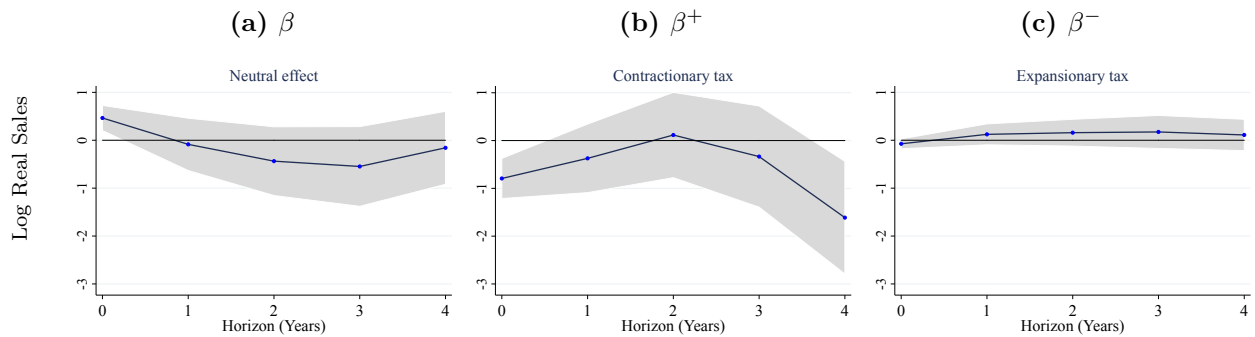 (a) β
(b) β⁺
(c) β⁻
Neutral effect
Contractionary tax
Expansionary tax
Log Real Sales
1
0
-1
-2
-3
0 1 2 3 4
Horizon (Years)
1
0
-1
-2
-3
0 1 2 3 4
Horizon (Years)
1
0
-1
-2
-3
0 1 2 3 4
Horizon (Years)